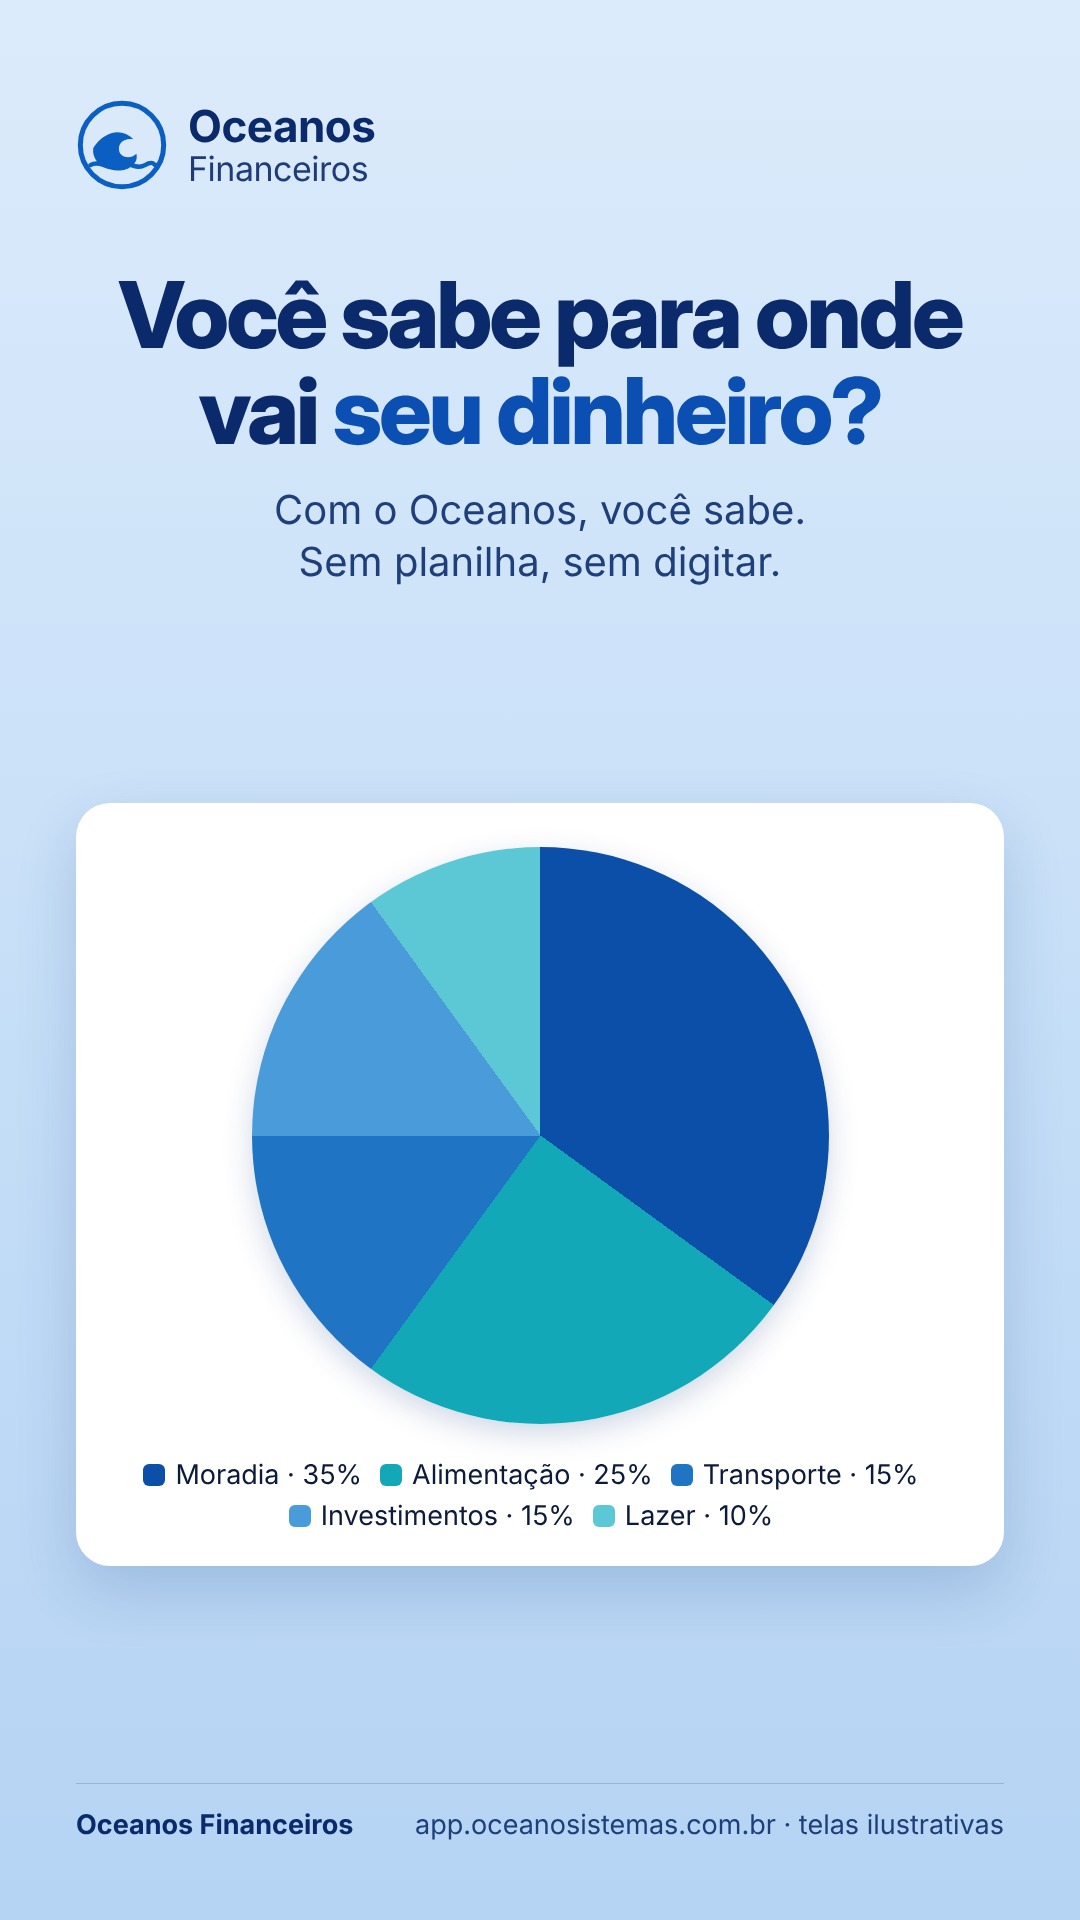 Oceanos
Financeiros
Você sabe para onde
vai seu dinheiro?
Com o Oceanos, você sabe.
Sem planilha, sem digitar.
Moradia · 35% Alimentação · 25% Transporte · 15%
Investimentos · 15% Lazer · 10%
Oceanos Financeiros app.oceanosistemas.com.br · telas ilustrativas